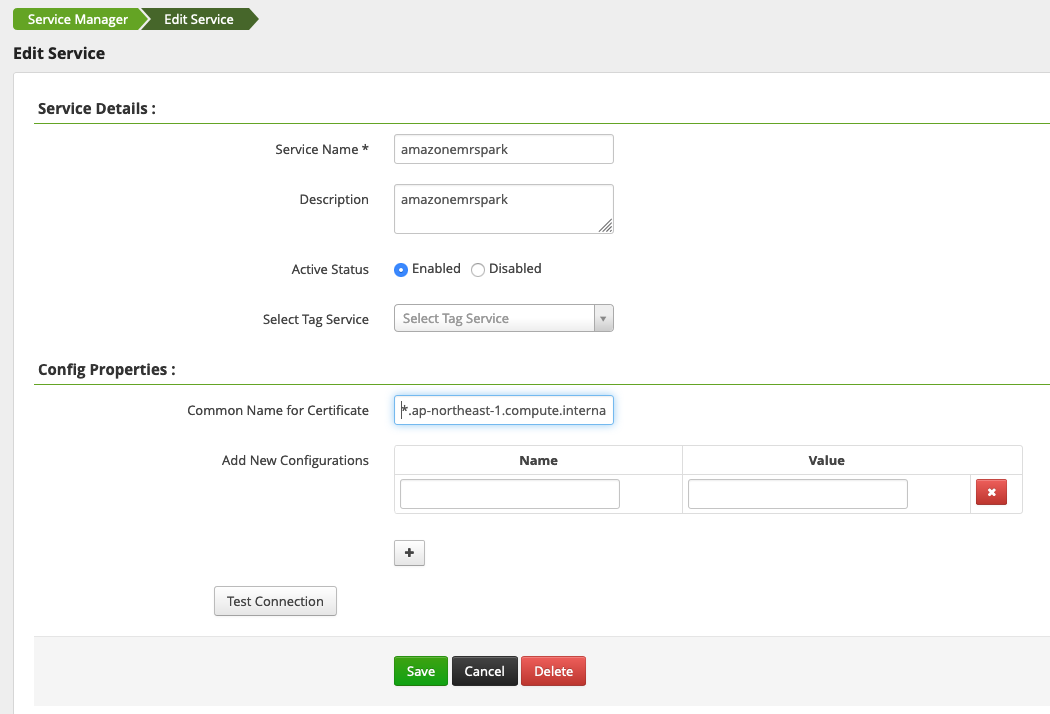 Service Manager Edit Service
Edit Service
Service Details :
Service Name * amazonemrspark
Description amazonemrspark
Active Status Enabled Disabled
Select Tag Service Select Tag Service
Config Properties :
Common Name for Certificate *.ap-northeast-1.compute.interna
Add New Configurations Name Value
Test Connection
Save Cancel Delete